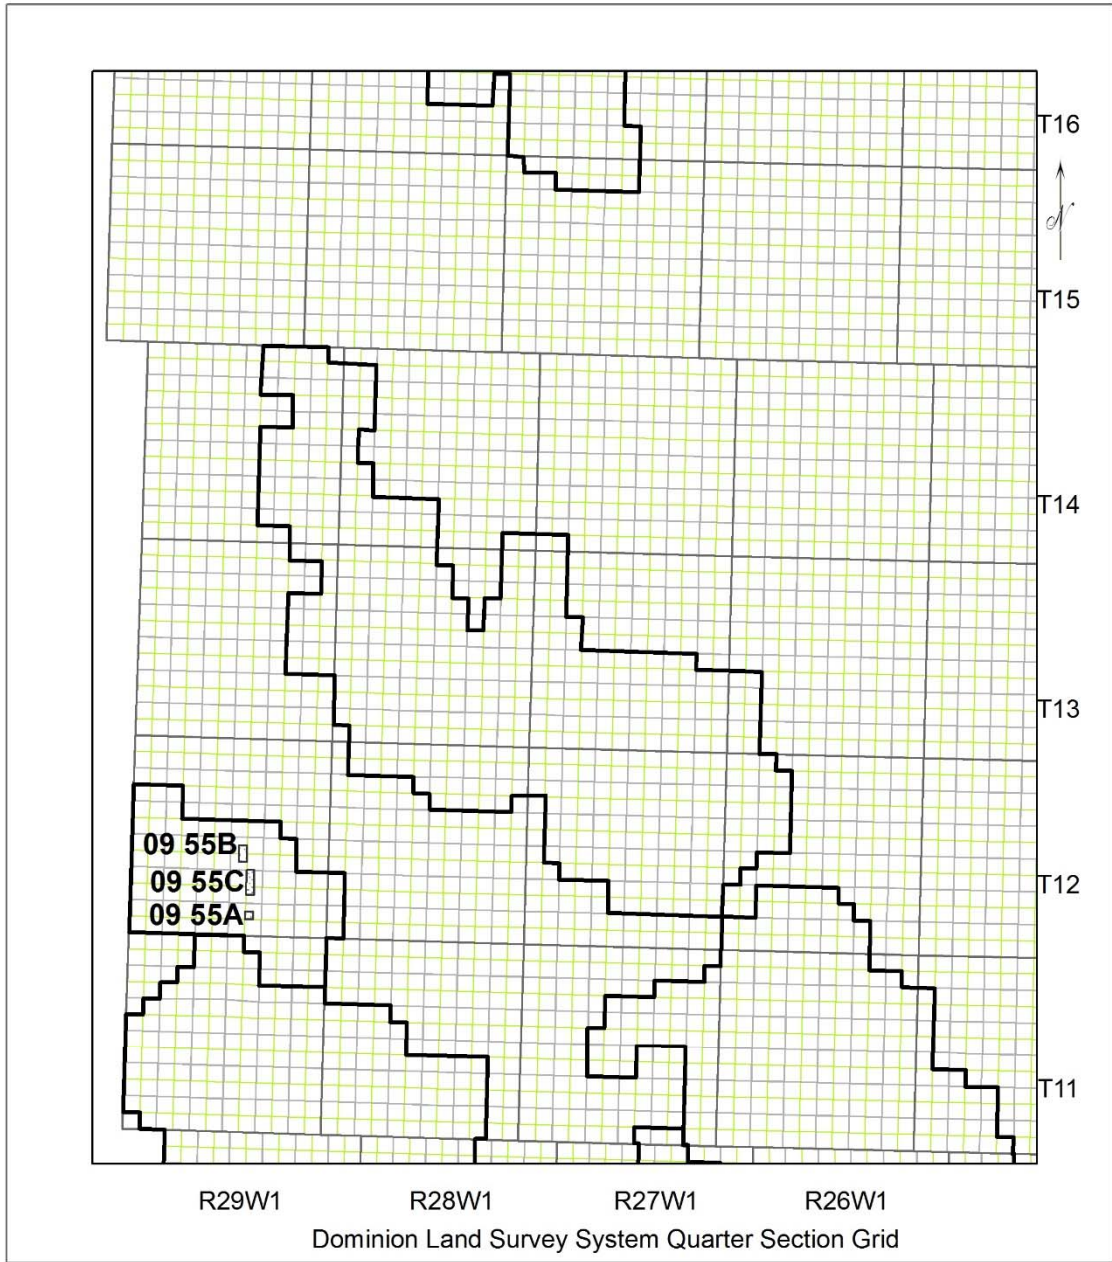 T16
N
T15
T14
T13
09 55B
09 55C
T12
09 55A
T11
R29W1 R28W1 R27W1 R26W1
Dominion Land Survey System Quarter Section Grid